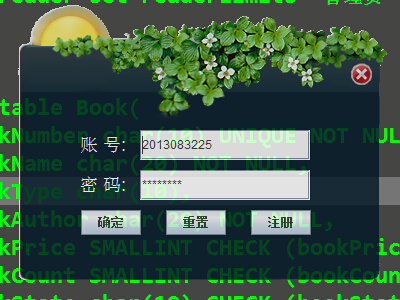 reader Set readerLimits 管理员
table Book(
kNumber char(10) UNIQUE NOT NUL
账 号: 2013083225
kName char(20) NOT NULL,
密 码: ********
kType char(10),
确定 重置 注册
kAuthor char(20) NOT NULL,
kPrice SMALLINT CHECK (bookPric
kCount SMALLINT CHECK (bookCoun
kState char(10) CHECK (bookStat